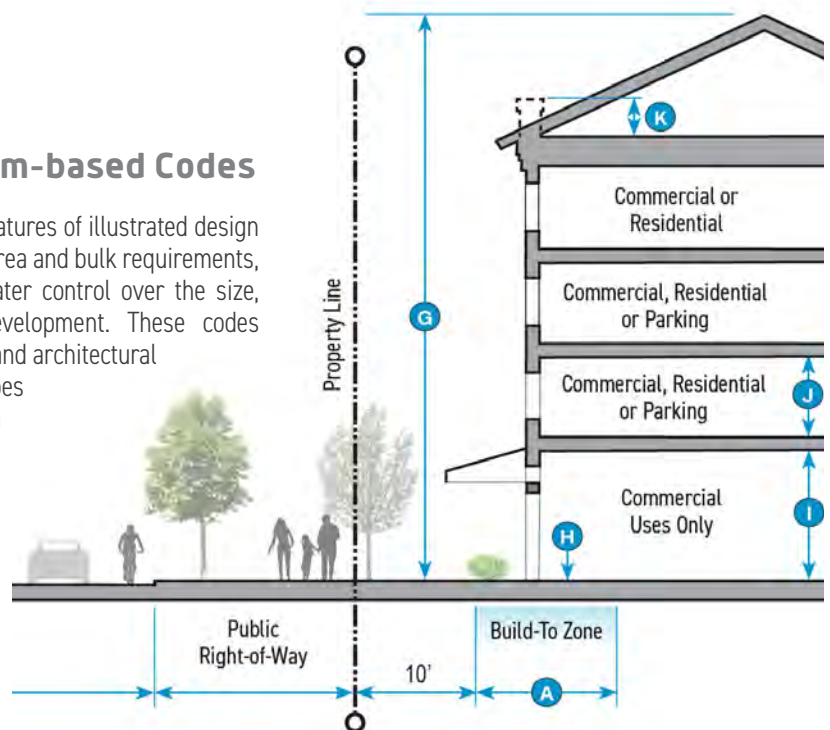 m-based Codes
atures of illustrated design
rea and bulk requirements,
ater control over the size,
evelopment. These codes
and architectural
es
Property Line
G
K
Commercial or
Residential
Commercial, Residential
or Parking
Commercial, Residential
or Parking
J
Commercial
Uses Only
I
H
Public
Right-of-Way
10'
Build-To Zone
A